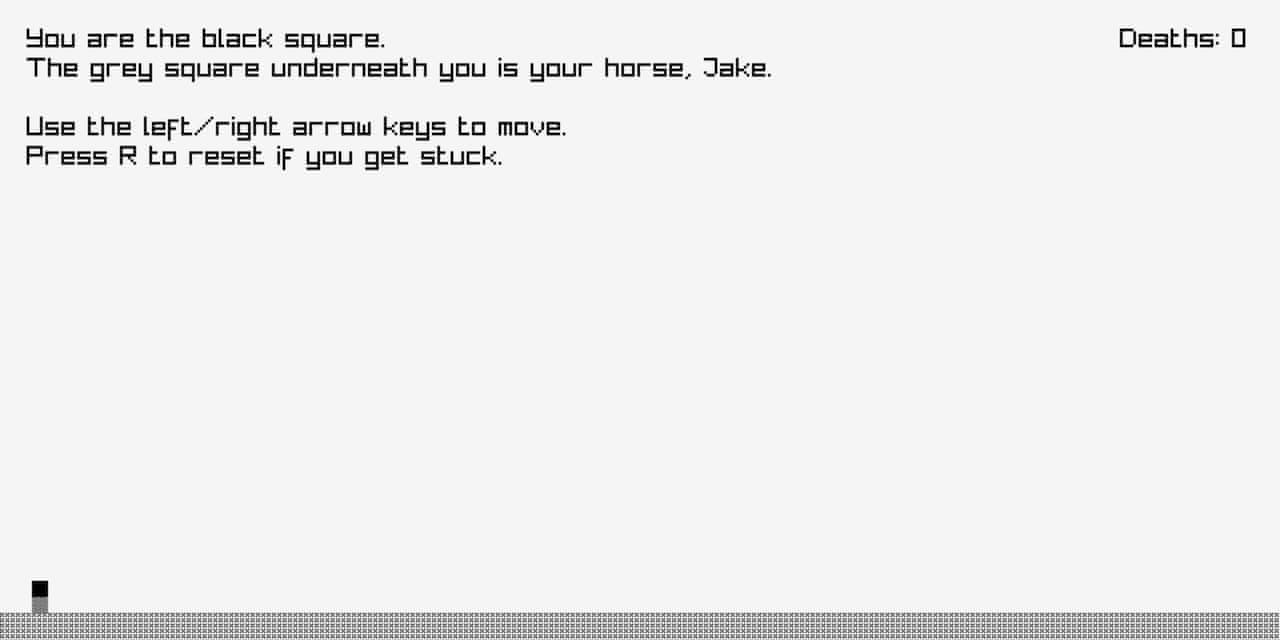 You are the black square.
The grey square underneath you is your horse, Jake.
Use the left/right arrow keys to move.
Press R to reset if you get stuck.
Deaths: 0